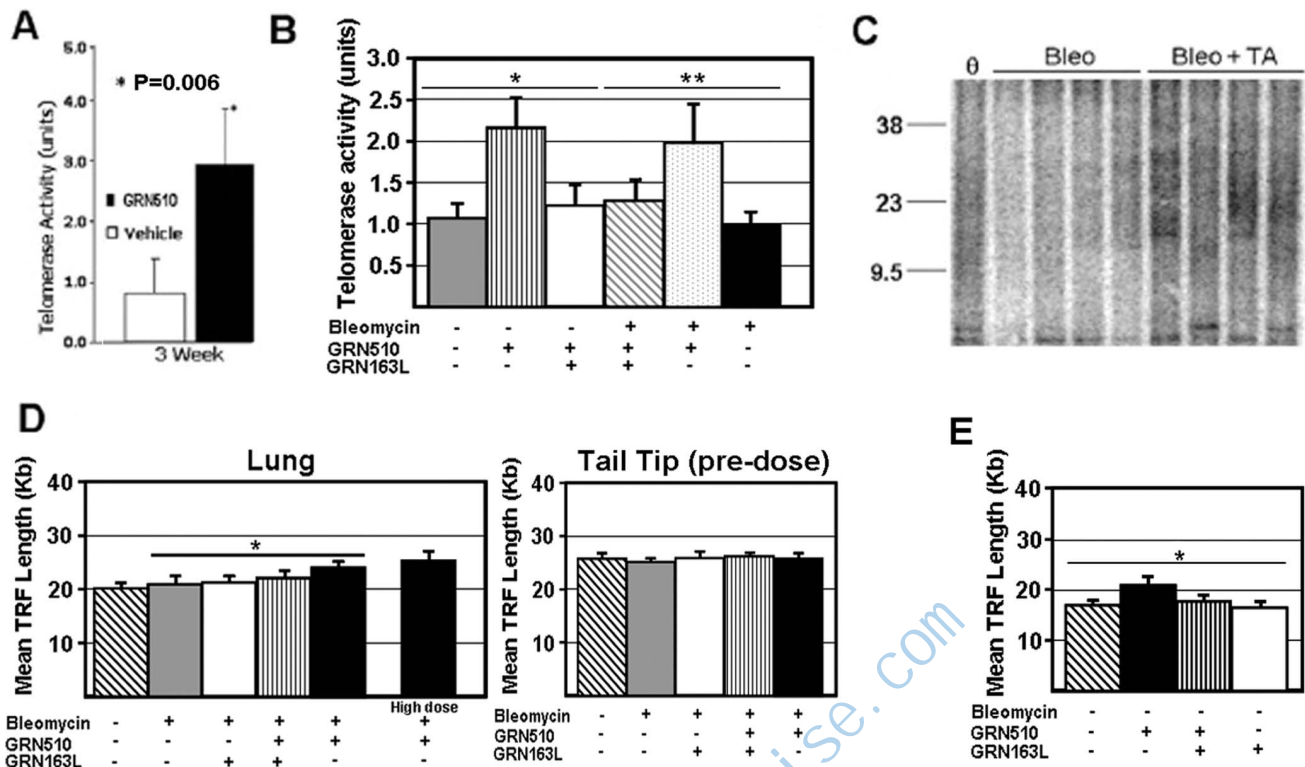 A
Telomerase Activity (units)
5.0
4.0
3.0
2.0
1.0
0.0
* P=0.006
*
GRN510
Vehicle
3 Week
B
Telomerase activity (units)
3.0
2.5
2.0
1.5
1.0
0.5
* **
Bleomycin - - - + + +
GRN510 - + + + + -
GRN163L - - + + - -
C
θ Bleo Bleo + TA
38
23
9.5
D
Lung
Mean TRF Length (Kb)
40
30
20
10
*
High dose
Bleomycin - + + + + +
GRN510 - - - + + +
GRN163L - - + + - -
Tail Tip (pre-dose)
Mean TRF Length (Kb)
40
30
20
10
Bleomycin - + + + +
GRN510 - - - + +
GRN163L - - + + -
E
Mean TRF Length (Kb)
40
30
20
10
*
Bleomycin - - - -
GRN510 - + + -
GRN163L - - + +
ise.com